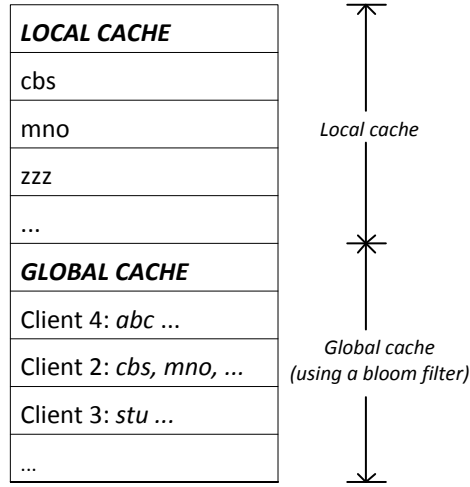 LOCAL CACHE
cbs
mno
zzz
...
GLOBAL CACHE
Client 4: abc ...
Client 2: cbs, mno, ...
Client 3: stu ...
...
Local cache
Global cache
(using a bloom filter)